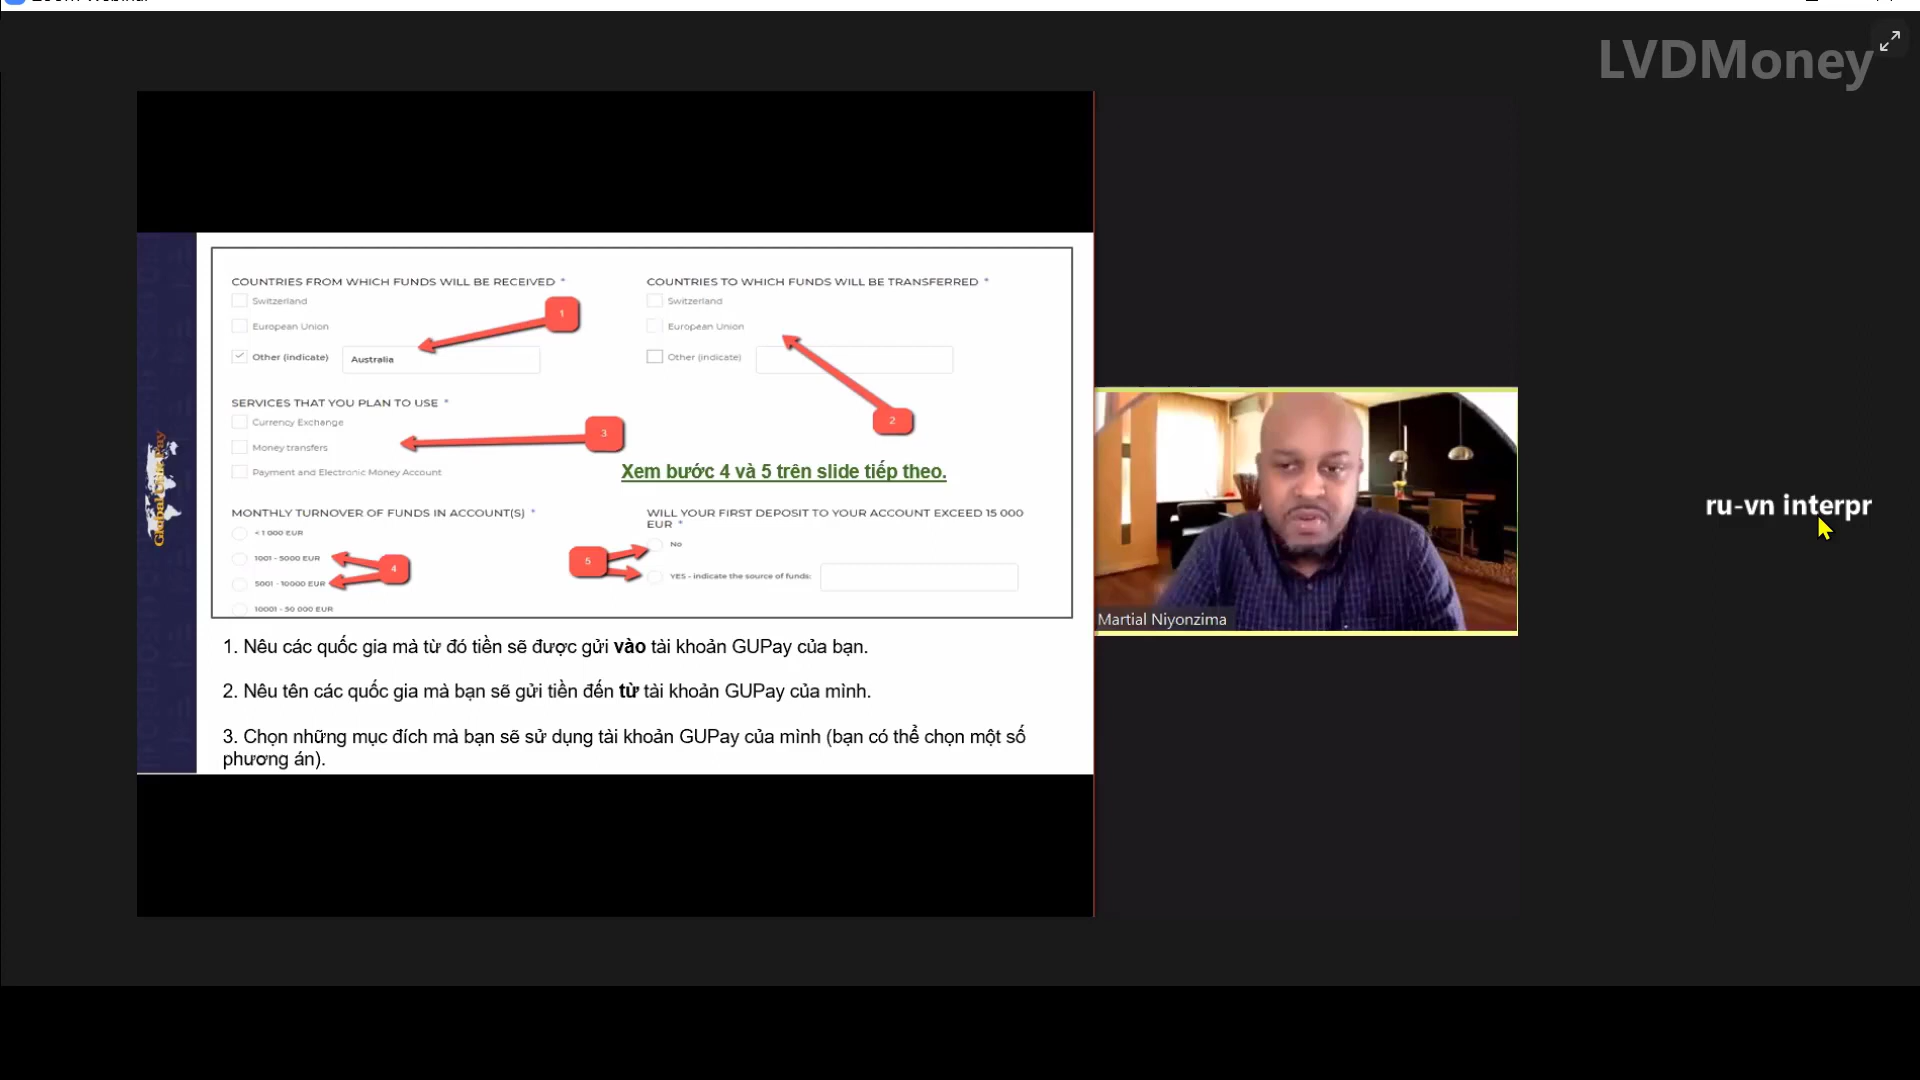 LVDMoney
COUNTRIES FROM WHICH FUNDS WILL BE RECEIVED *
Switzerland
European Union
Other (indicate)
Australia
1
COUNTRIES TO WHICH FUNDS WILL BE TRANSFERRED *
Switzerland
European Union
Other (indicate)
2
SERVICES THAT YOU PLAN TO USE *
Currency Exchange
Money transfers
Payment and Electronic Money Account
3
Xem bước 4 và 5 trên slide tiếp theo.
MONTHLY TURNOVER OF FUNDS IN ACCOUNT(S) *
< 1 000 EUR
1001 - 5000 EUR
5001 - 10000 EUR
10001 - 50 000 EUR
4
WILL YOUR FIRST DEPOSIT TO YOUR ACCOUNT EXCEED 15 000
EUR *
No
YES - indicate the source of funds:
5
1. Nêu các quốc gia mà từ đó tiền sẽ được gửi vào tài khoản GUPay của bạn.
2. Nêu tên các quốc gia mà bạn sẽ gửi tiền đến từ tài khoản GUPay của mình.
3. Chọn những mục đích mà bạn sẽ sử dụng tài khoản GUPay của mình (bạn có thể chọn một số
phương án).
Martial Niyonzima
ru-vn interpr